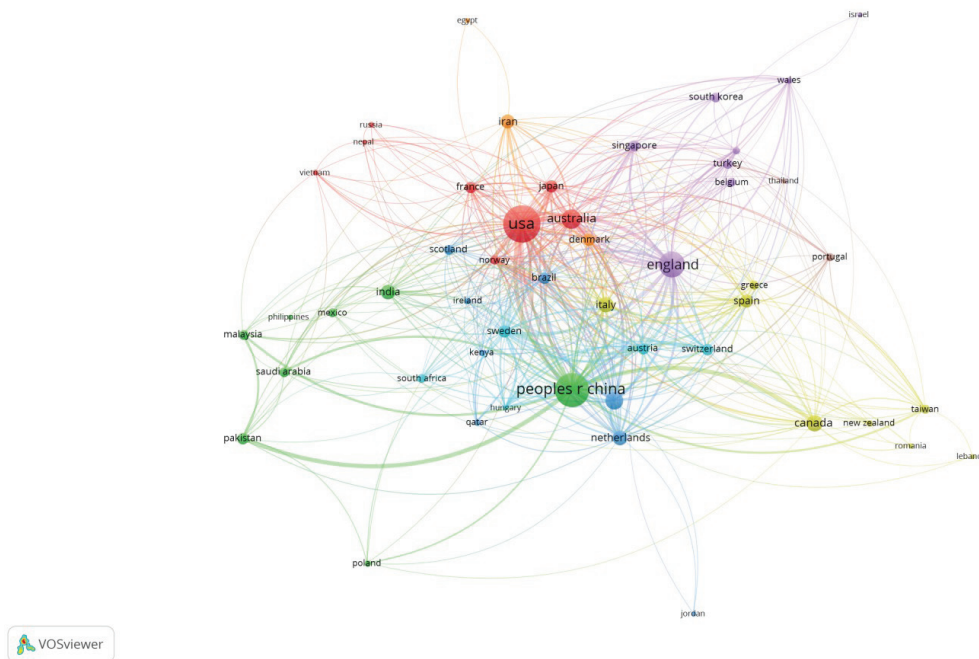 egypt
israel
wales
south korea
iran
russia
nepal
singapore
turkey
vietnam
thailand
belgium
france
japan
usa
australia
denmark
scotland
norway
england
portugal
brazil
greece
india
ireland
italy
spain
mexico
philippines
sweden
malaysia
austria
switzerland
kenya
saudi arabia
south africa
peoples r china
hungary
taiwan
qatar
canada
new zealand
pakistan
netherlands
romania
poland
jordan
VOSviewer